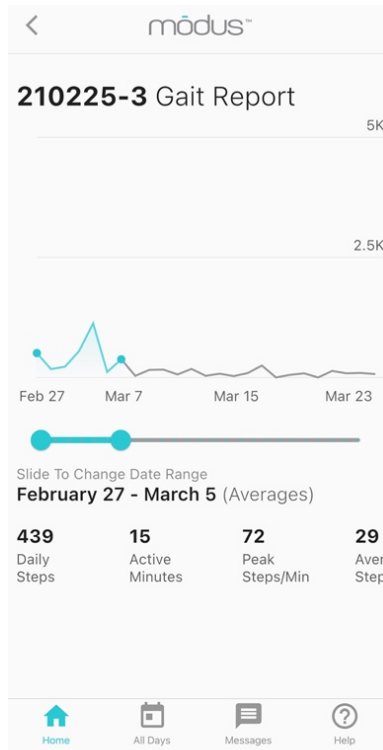 mōdus™
210225-3 Gait Report
5K
2.5K
Feb 27 Mar 7 Mar 15 Mar 23
Slide To Change Date Range
February 27 - March 5 (Averages)
439 15 72 29
Daily Active Peak Aver
Steps Minutes Steps/Min Step
Home All Days Messages Help